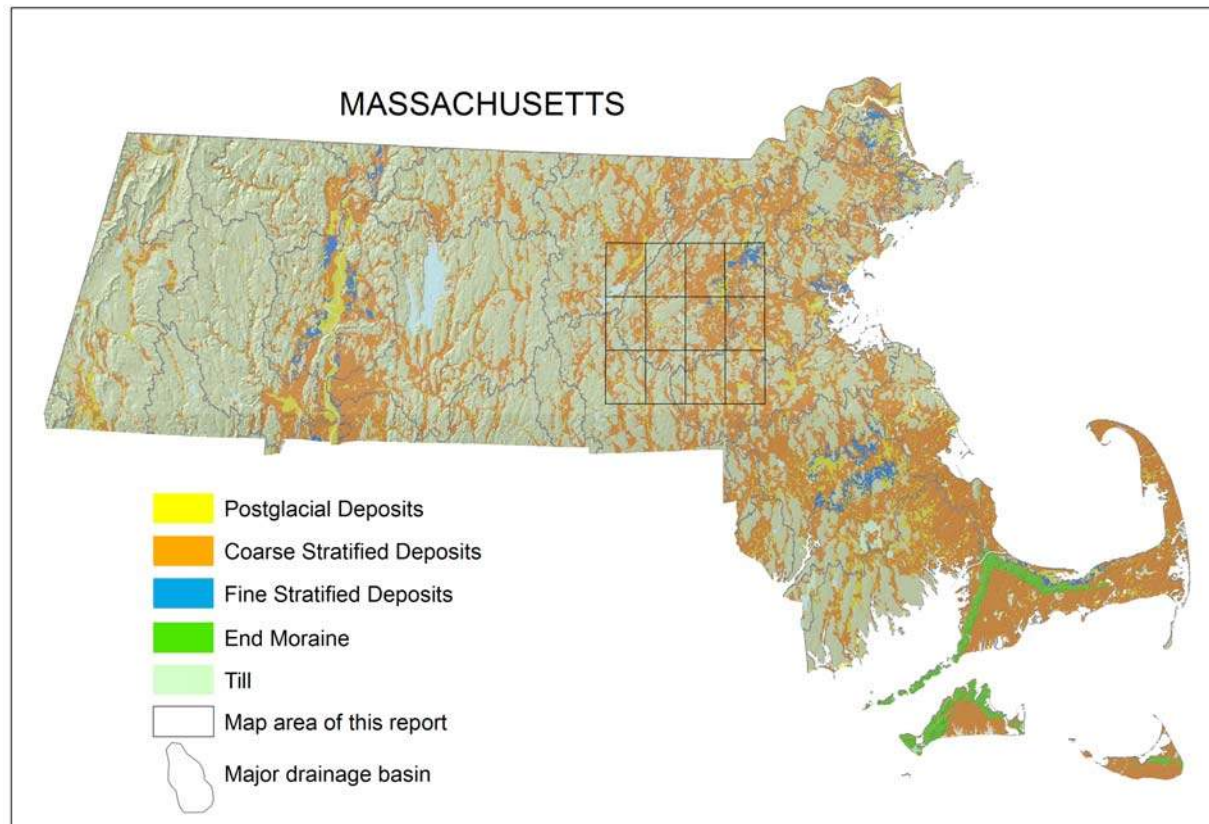 MASSACHUSETTS
Postglacial Deposits
Coarse Stratified Deposits
Fine Stratified Deposits
End Moraine
Till
Map area of this report
Major drainage basin